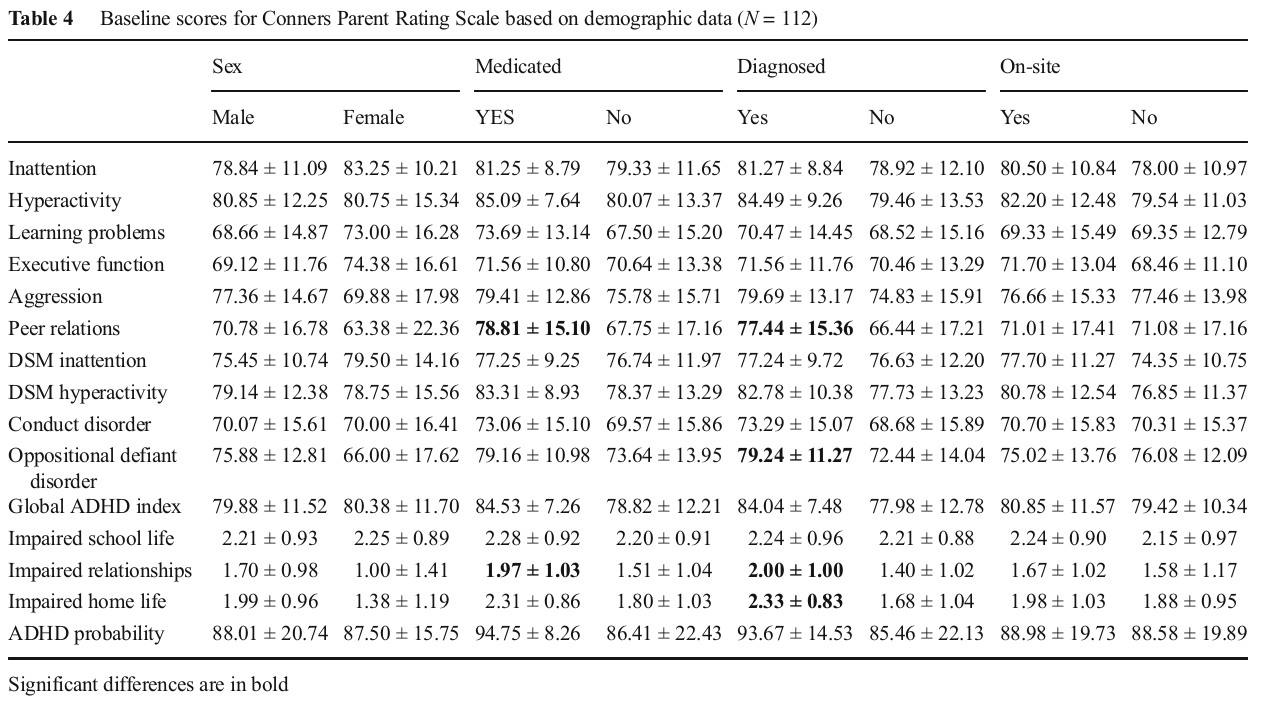 Table 4 Baseline scores for Conners Parent Rating Scale based on demographic data (N = 112)
Sex Medicated Diagnosed On-site
Male Female YES No Yes No Yes No
Inattention 78.84 ± 11.09 83.25 ± 10.21 81.25 ± 8.79 79.33 ± 11.65 81.27 ± 8.84 78.92 ± 12.10 80.50 ± 10.84 78.00 ± 10.97
Hyperactivity 80.85 ± 12.25 80.75 ± 15.34 85.09 ± 7.64 80.07 ± 13.37 84.49 ± 9.26 79.46 ± 13.53 82.20 ± 12.48 79.54 ± 11.03
Learning problems 68.66 ± 14.87 73.00 ± 16.28 73.69 ± 13.14 67.50 ± 15.20 70.47 ± 14.45 68.52 ± 15.16 69.33 ± 15.49 69.35 ± 12.79
Executive function 69.12 ± 11.76 74.38 ± 16.61 71.56 ± 10.80 70.64 ± 13.38 71.56 ± 11.76 70.46 ± 13.29 71.70 ± 13.04 68.46 ± 11.10
Aggression 77.36 ± 14.67 69.88 ± 17.98 79.41 ± 12.86 75.78 ± 15.71 79.69 ± 13.17 74.83 ± 15.91 76.66 ± 15.33 77.46 ± 13.98
Peer relations 70.78 ± 16.78 63.38 ± 22.36 78.81 ± 15.10 67.75 ± 17.16 77.44 ± 15.36 66.44 ± 17.21 71.01 ± 17.41 71.08 ± 17.16
DSM inattention 75.45 ± 10.74 79.50 ± 14.16 77.25 ± 9.25 76.74 ± 11.97 77.24 ± 9.72 76.63 ± 12.20 77.70 ± 11.27 74.35 ± 10.75
DSM hyperactivity 79.14 ± 12.38 78.75 ± 15.56 83.31 ± 8.93 78.37 ± 13.29 82.78 ± 10.38 77.73 ± 13.23 80.78 ± 12.54 76.85 ± 11.37
Conduct disorder 70.07 ± 15.61 70.00 ± 16.41 73.06 ± 15.10 69.57 ± 15.86 73.29 ± 15.07 68.68 ± 15.89 70.70 ± 15.83 70.31 ± 15.37
Oppositional defiant 75.88 ± 12.81 66.00 ± 17.62 79.16 ± 10.98 73.64 ± 13.95 79.24 ± 11.27 72.44 ± 14.04 75.02 ± 13.76 76.08 ± 12.09
disorder
Global ADHD index 79.88 ± 11.52 80.38 ± 11.70 84.53 ± 7.26 78.82 ± 12.21 84.04 ± 7.48 77.98 ± 12.78 80.85 ± 11.57 79.42 ± 10.34
Impaired school life 2.21 ± 0.93 2.25 ± 0.89 2.28 ± 0.92 2.20 ± 0.91 2.24 ± 0.96 2.21 ± 0.88 2.24 ± 0.90 2.15 ± 0.97
Impaired relationships 1.70 ± 0.98 1.00 ± 1.41 1.97 ± 1.03 1.51 ± 1.04 2.00 ± 1.00 1.40 ± 1.02 1.67 ± 1.02 1.58 ± 1.17
Impaired home life 1.99 ± 0.96 1.38 ± 1.19 2.31 ± 0.86 1.80 ± 1.03 2.33 ± 0.83 1.68 ± 1.04 1.98 ± 1.03 1.88 ± 0.95
ADHD probability 88.01 ± 20.74 87.50 ± 15.75 94.75 ± 8.26 86.41 ± 22.43 93.67 ± 14.53 85.46 ± 22.13 88.98 ± 19.73 88.58 ± 19.89
Significant differences are in bold